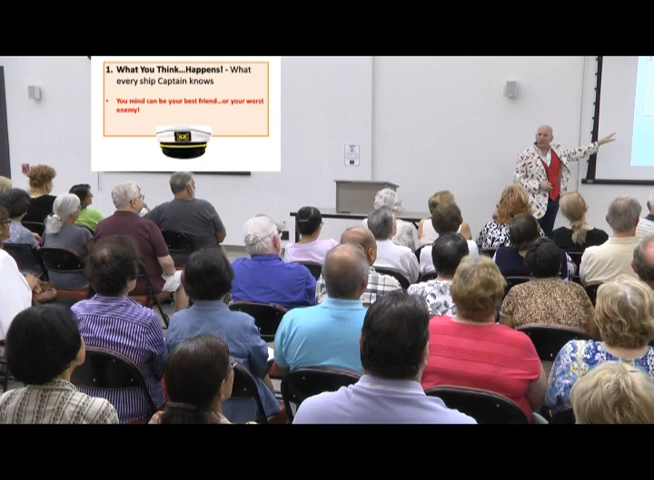 1. What You Think...Happens! - What
every ship Captain knows
• You mind can be your best friend...or your worst
enemy!